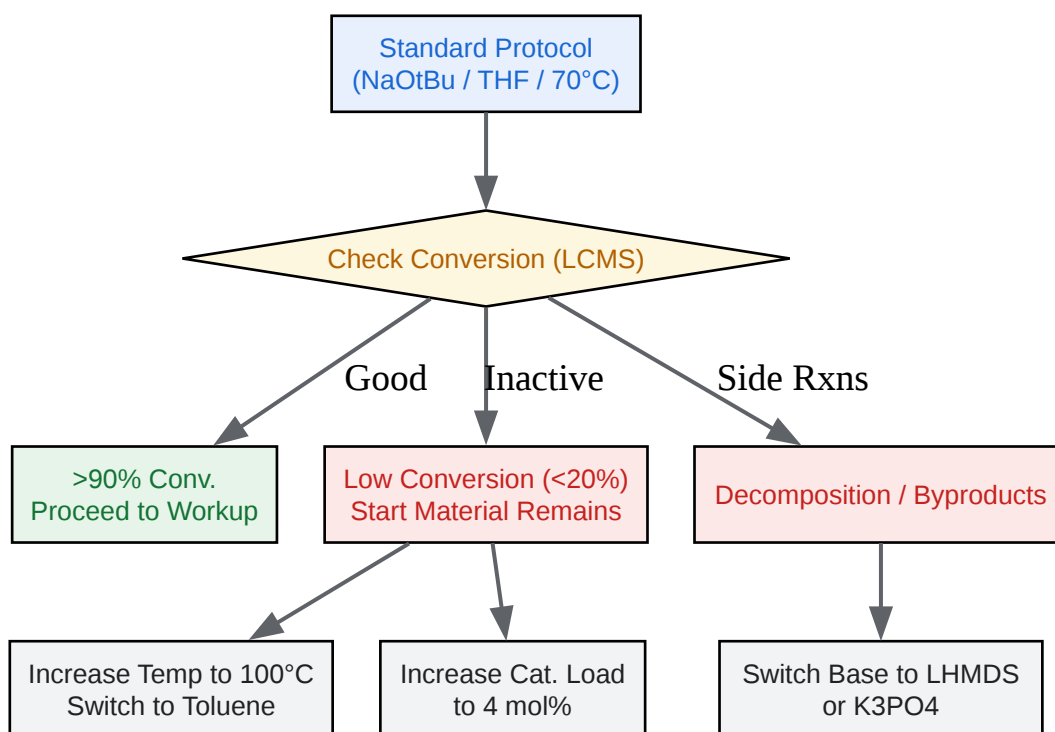 Standard Protocol
(NaOtBu / THF / 70°C)
Check Conversion (LCMS)
Good
Inactive
Side Rxns
>90% Conv.
Proceed to Workup
Low Conversion (<20%)
Start Material Remains
Decomposition / Byproducts
Increase Temp to 100°C
Switch to Toluene
Increase Cat. Load
to 4 mol%
Switch Base to LHMDS
or K3PO4